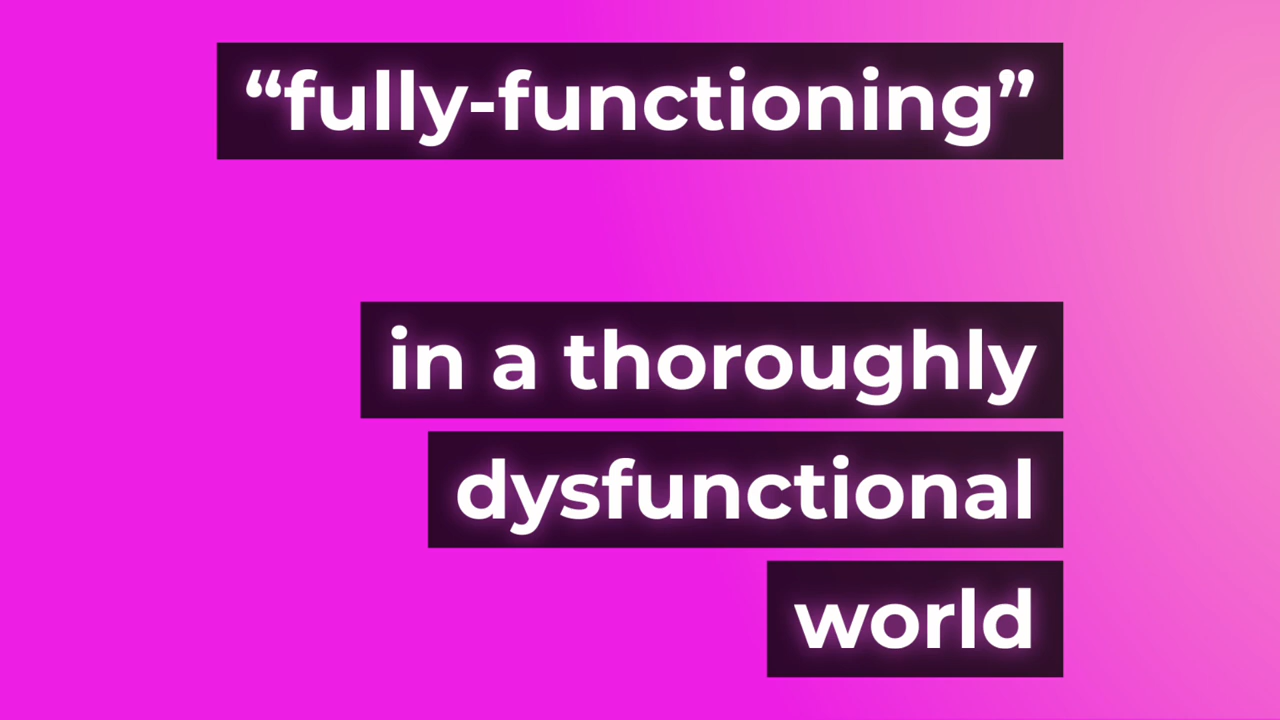 “fully-functioning”
in a thoroughly
dysfunctional
world